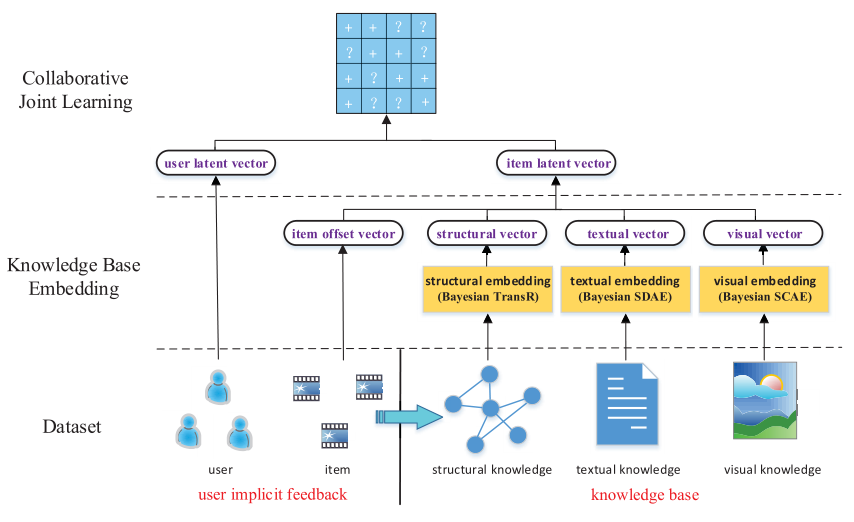 + + ? ?
? + + ?
+ ? + +
+ ? ? +
Collaborative
Joint Learning
user latent vector
item latent vector
item offset vector
structural vector
textual vector
visual vector
Knowledge Base
Embedding
structural embedding
(Bayesian TransR)
textual embedding
(Bayesian SDAE)
visual embedding
(Bayesian SCAE)
Dataset
user
item
structural knowledge
textual knowledge
visual knowledge
user implicit feedback
knowledge base